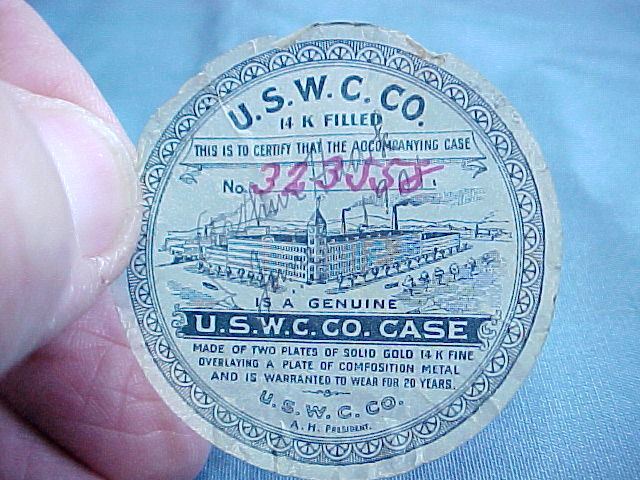 U.S.W.C.CO.
14 K FILLED
THIS IS TO CERTIFY THAT THE ACCOMPANYING CASE
No.
IS A GENUINE
U.S.W.C.CO. CASE
MADE OF TWO PLATES OF SOLID GOLD 14 K FINE
OVERLAYING A PLATE OF COMPOSITION METAL
AND IS WARRANTED TO WEAR FOR 20 YEARS.
U.S.W.C.CO.
A.H. PRESIDENT.